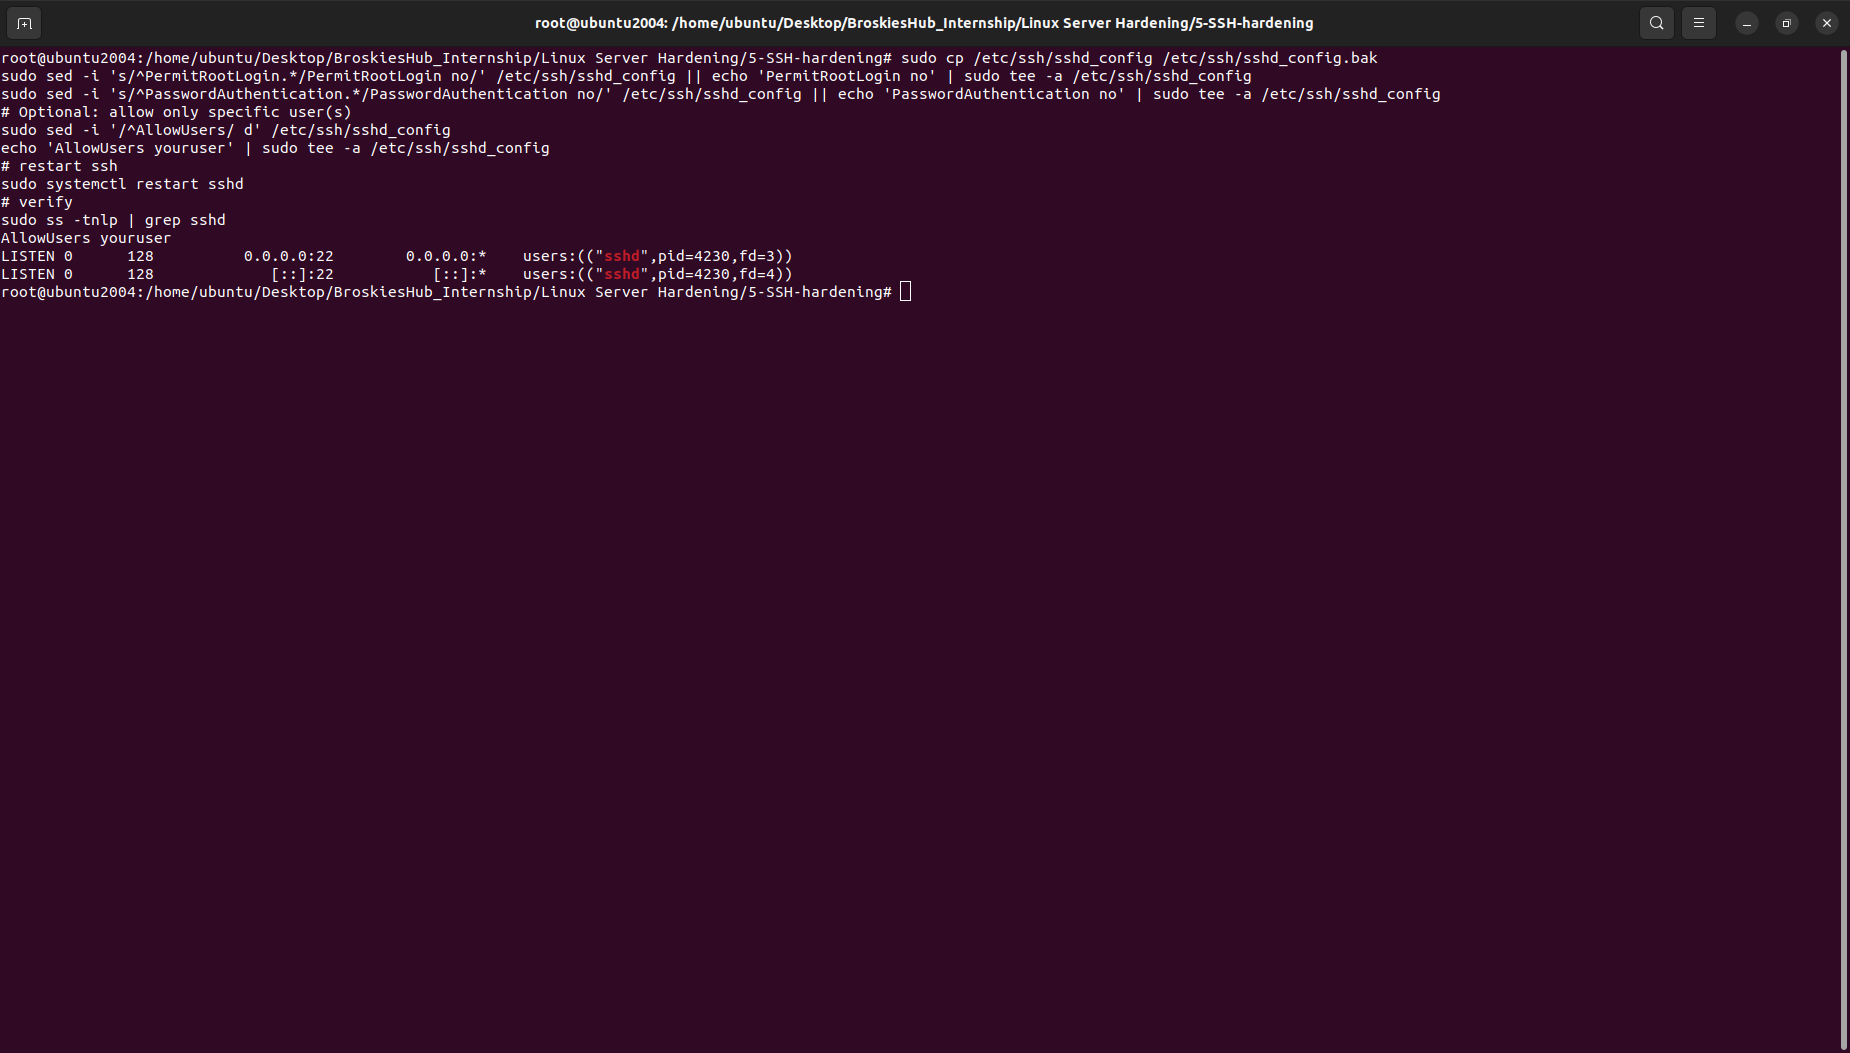 root@ubuntu2004: /home/ubuntu/Desktop/BroskiesHub_Internship/Linux Server Hardening/5-SSH-hardening
root@ubuntu2004:/home/ubuntu/Desktop/BroskiesHub_Internship/Linux Server Hardening/5-SSH-hardening# sudo cp /etc/ssh/sshd_config /etc/ssh/sshd_config.bak
sudo sed -i 's/^PermitRootLogin.*/PermitRootLogin no/' /etc/ssh/sshd_config || echo 'PermitRootLogin no' | sudo tee -a /etc/ssh/sshd_config
sudo sed -i 's/^PasswordAuthentication.*/PasswordAuthentication no/' /etc/ssh/sshd_config || echo 'PasswordAuthentication no' | sudo tee -a /etc/ssh/sshd_config
# Optional: allow only specific user(s)
sudo sed -i '/^AllowUsers/ d' /etc/ssh/sshd_config
echo 'AllowUsers youruser' | sudo tee -a /etc/ssh/sshd_config
# restart ssh
sudo systemctl restart sshd
# verify
sudo ss -tnlp | grep sshd
AllowUsers youruser
LISTEN 0      128          0.0.0.0:22        0.0.0.0:*    users:(("sshd",pid=4230,fd=3))
LISTEN 0      128             [::]:22           [::]:*    users:(("sshd",pid=4230,fd=4))
root@ubuntu2004:/home/ubuntu/Desktop/BroskiesHub_Internship/Linux Server Hardening/5-SSH-hardening#